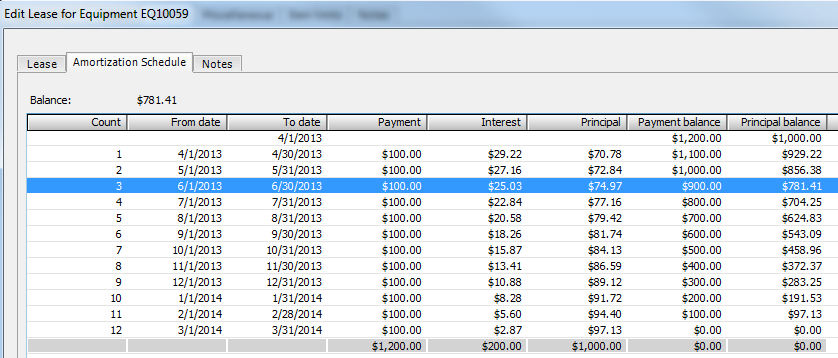 Edit Lease for Equipment EQ10059
Lease Amortization Schedule Notes
Balance: $781.41
Count From date To date Payment Interest Principal Payment balance Principal balance
4/1/2013 $1,200.00 $1,000.00
1 4/1/2013 4/30/2013 $100.00 $29.22 $70.78 $1,100.00 $929.22
2 5/1/2013 5/31/2013 $100.00 $27.16 $72.84 $1,000.00 $856.38
3 6/1/2013 6/30/2013 $100.00 $25.03 $74.97 $900.00 $781.41
4 7/1/2013 7/31/2013 $100.00 $22.84 $77.16 $800.00 $704.25
5 8/1/2013 8/31/2013 $100.00 $20.58 $79.42 $700.00 $624.83
6 9/1/2013 9/30/2013 $100.00 $18.26 $81.74 $600.00 $543.09
7 10/1/2013 10/31/2013 $100.00 $15.87 $84.13 $500.00 $458.96
8 11/1/2013 11/30/2013 $100.00 $13.41 $86.59 $400.00 $372.37
9 12/1/2013 12/31/2013 $100.00 $10.88 $89.12 $300.00 $283.25
10 1/1/2014 1/31/2014 $100.00 $8.28 $91.72 $200.00 $191.53
11 2/1/2014 2/28/2014 $100.00 $5.60 $94.40 $100.00 $97.13
12 3/1/2014 3/31/2014 $100.00 $2.87 $97.13 $0.00 $0.00
$1,200.00 $200.00 $1,000.00 $0.00 $0.00